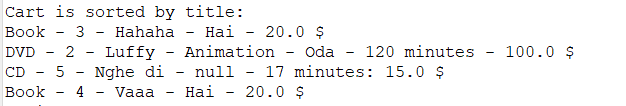 Cart is sorted by title:
Book - 3 - Hahaha - Hai - 20.0 $
DVD - 2 - Luffy - Animation - Oda - 120 minutes - 100.0 $
CD - 5 - Nghe di - null - 17 minutes: 15.0 $
Book - 4 - Vaaa - Hai - 20.0 $